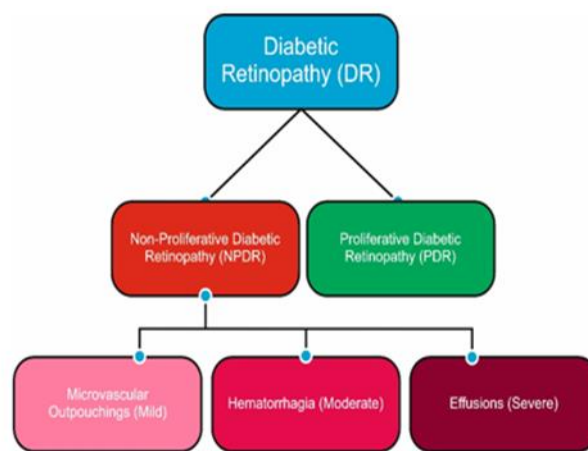 Diabetic
Retinopathy (DR)
Non-Proliferative Diabetic
Retinopathy (NPDR)
Proliferative Diabetic
Retinopathy (PDR)
Microvascular
Outpouchings (Mild)
Hematorrhagia (Moderate)
Effusions (Severe)